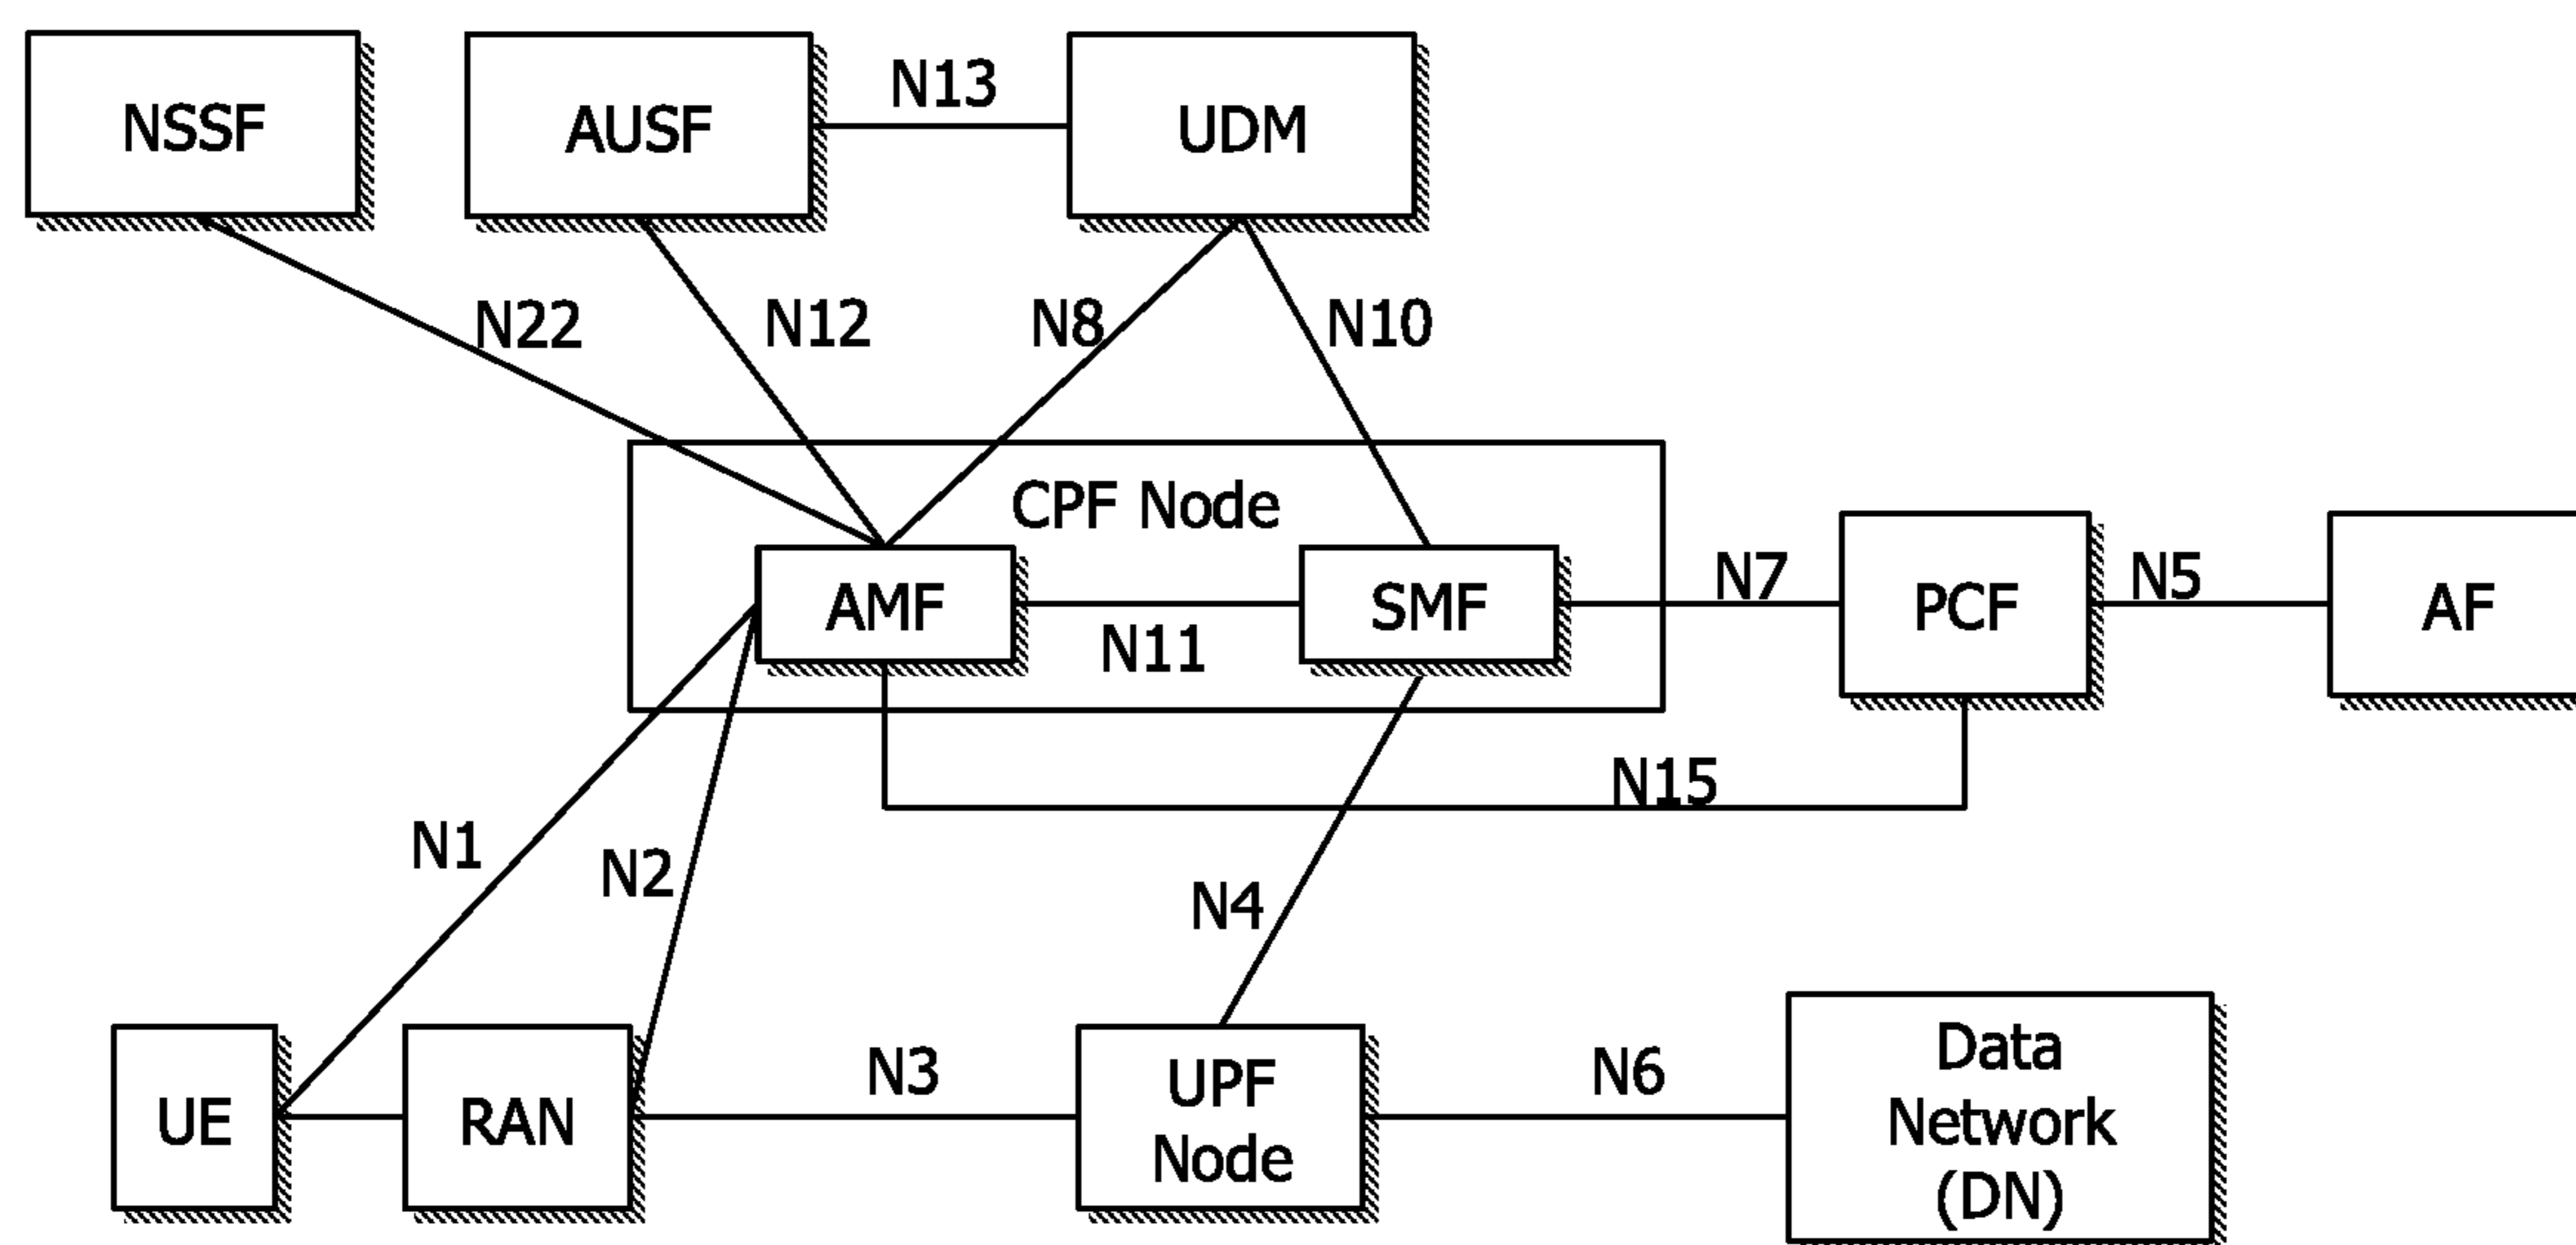 NSSF
AUSF
N13
UDM
N22
N12
N8
N10
CPF Node
AMF
N11
SMF
N7
PCF
N5
AF
N15
N1
N2
N4
UE
RAN
N3
UPF
Node
N6
Data
Network
(DN)